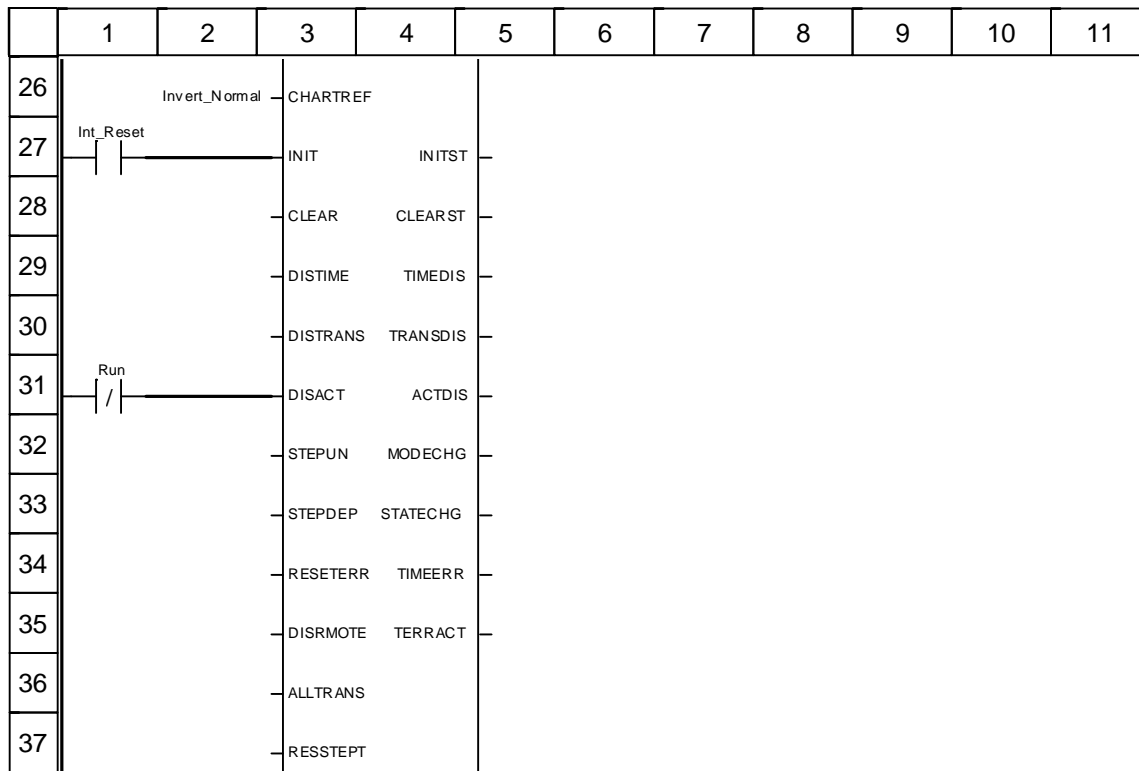 1 2 3 4 5 6 7 8 9 10 11
26 Invert_Normal CHARTREF
Int_Reset
27 INIT INITST
28 CLEAR CLEARST
29 DISTIME TIMEDIS
30 DISTRANS TRANSDIS
Run
31 / DISACT ACTDIS
32 STEPUN MODECHG
33 STEPDEP STATECHG
34 RESETERR TIMEERR
35 DISRMOTE TERRACT
36 ALLTRANS
37 RESSTEPT